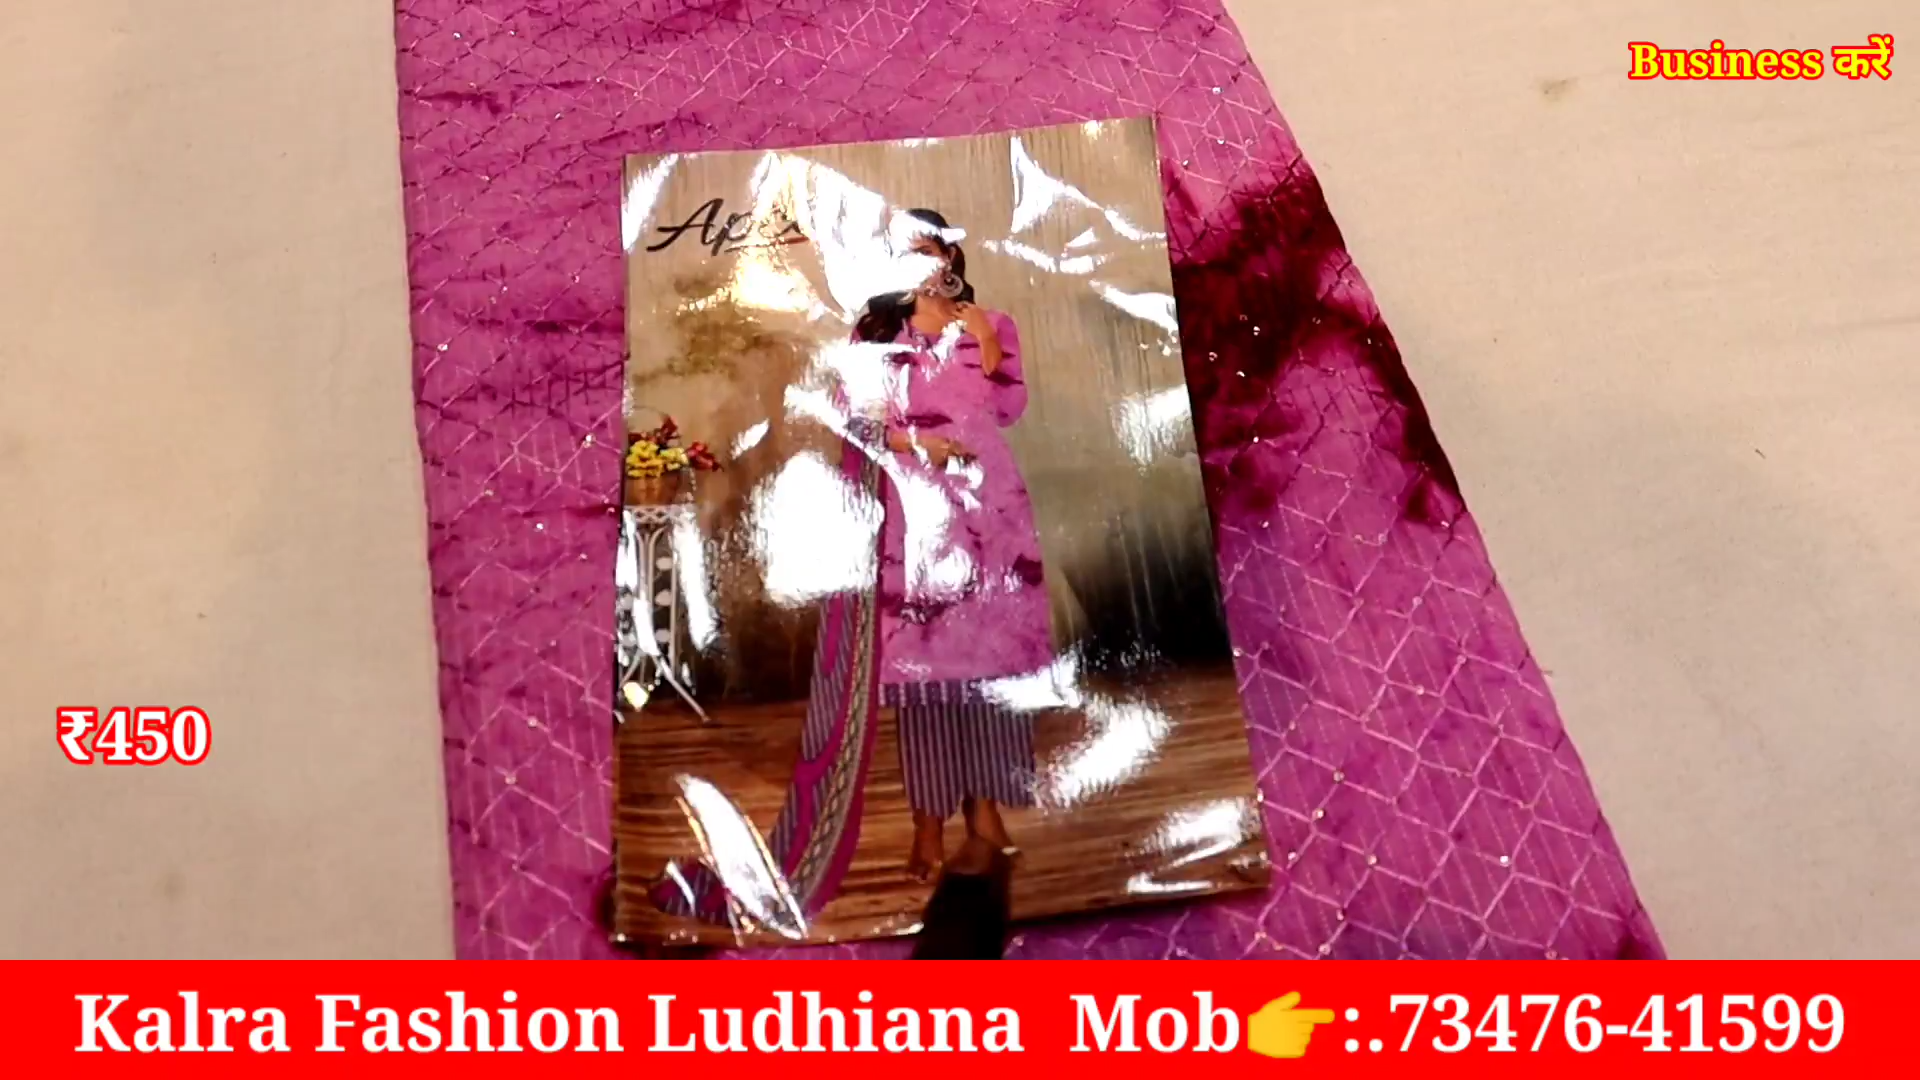 Business करें
₹450
Kalra Fashion Ludhiana Mob👉:.73476-41599